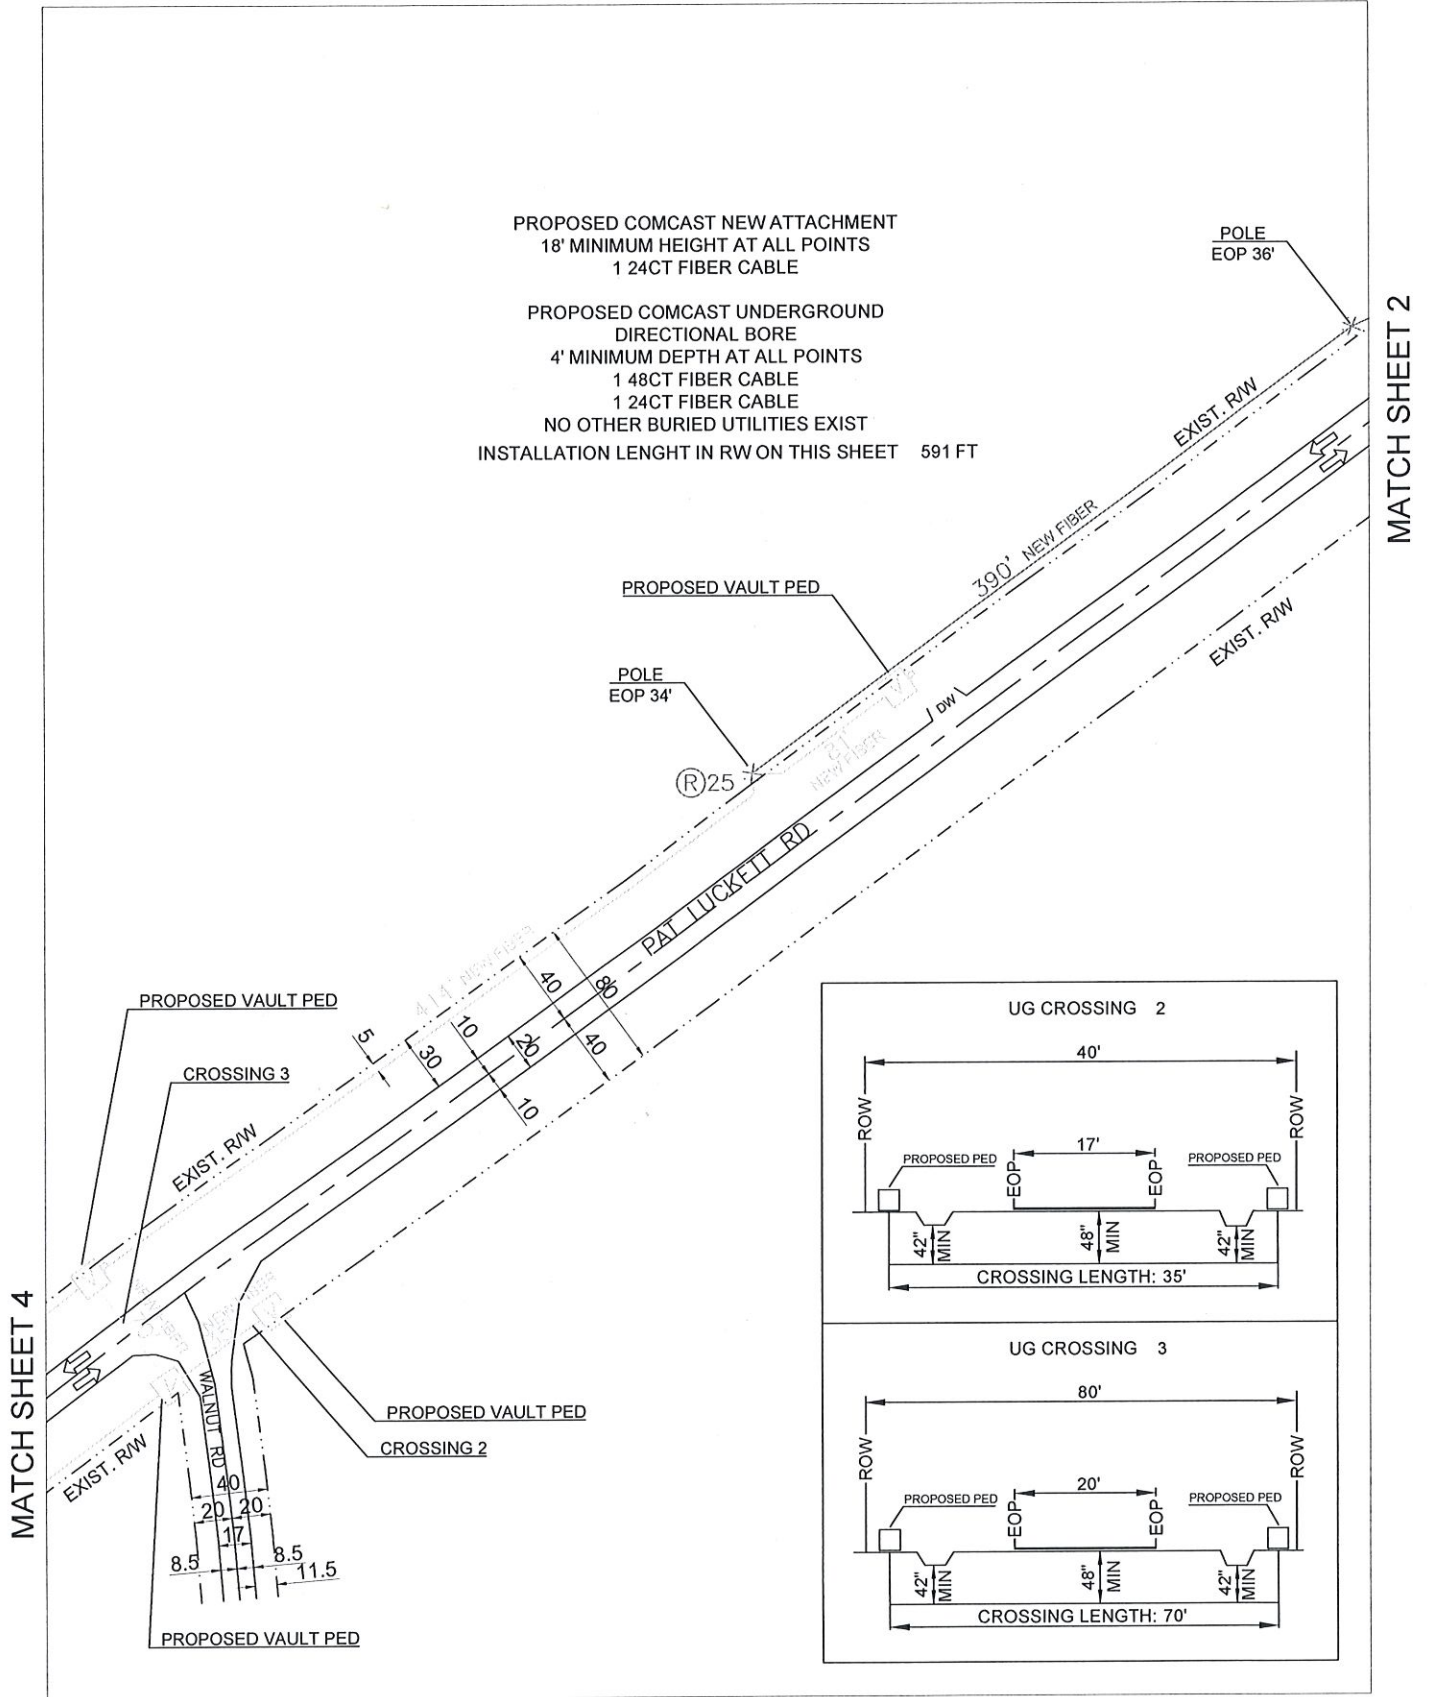 PROPOSED COMCAST NEW ATTACHMENT
18' MINIMUM HEIGHT AT ALL POINTS
1 24CT FIBER CABLE
PROPOSED COMCAST UNDERGROUND
DIRECTIONAL BORE
4' MINIMUM DEPTH AT ALL POINTS
1 48CT FIBER CABLE
1 24CT FIBER CABLE
NO OTHER BURIED UTILITIES EXIST
INSTALLATION LENGHT IN RW ON THIS SHEET 591 FT
POLE
EOP 36'
MATCH SHEET 2
EXIST. R/W
390' NEW FIBER
PROPOSED VAULT PED
EXIST. R/W
POLE
EOP 34'
VP
DW
21'
NEW FIBER
R 25
PAT LUCKETT RD
414' NEW FIBER
40
80
PROPOSED VAULT PED
5
30
10
20
40
10
CROSSING 3
EXIST. R/W
MATCH SHEET 4
NEW FIBER
WALNUT RD
PROPOSED VAULT PED
CROSSING 2
EXIST. R/W
40
20 20
17
8.5
8.5
11.5
PROPOSED VAULT PED
UG CROSSING 2
40'
ROW
ROW
17'
PROPOSED PED
PROPOSED PED
EOP
EOP
42" MIN
48" MIN
42" MIN
CROSSING LENGTH: 35'
UG CROSSING 3
80'
ROW
ROW
20'
PROPOSED PED
PROPOSED PED
EOP
EOP
42" MIN
48" MIN
42" MIN
CROSSING LENGTH: 70'